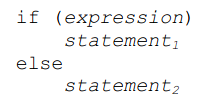 if (expression)
statement₁
else
statement₂